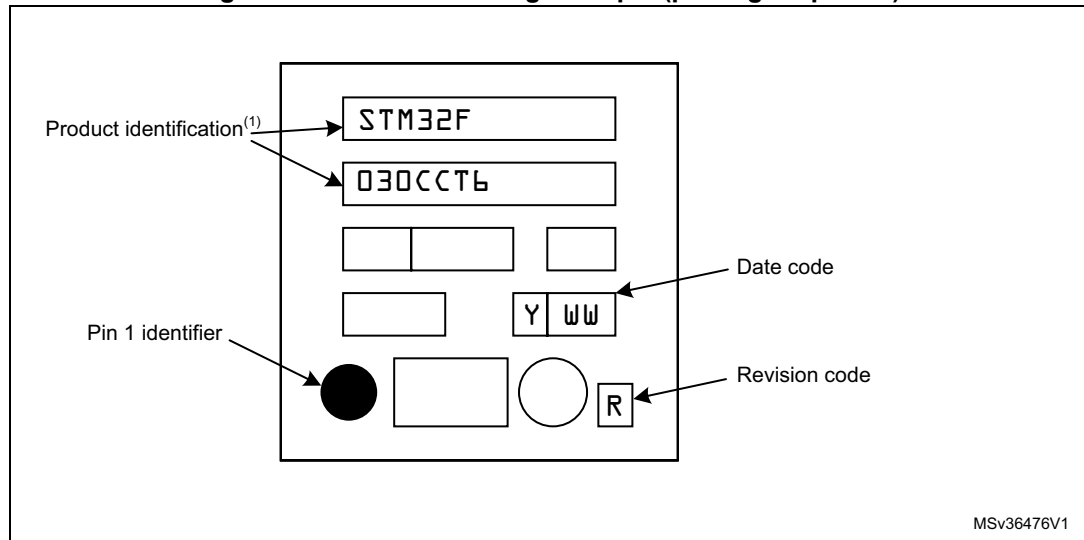 STM32F
Product identification(1)
030CCT6
Date code
Y WW
Pin 1 identifier
Revision code
R
MSv36476V1